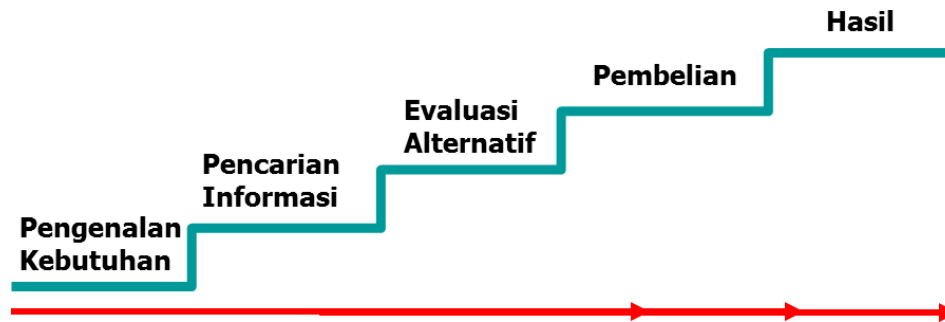 Pengenalan
Kebutuhan
Pencarian
Informasi
Evaluasi
Alternatif
Pembelian
Hasil